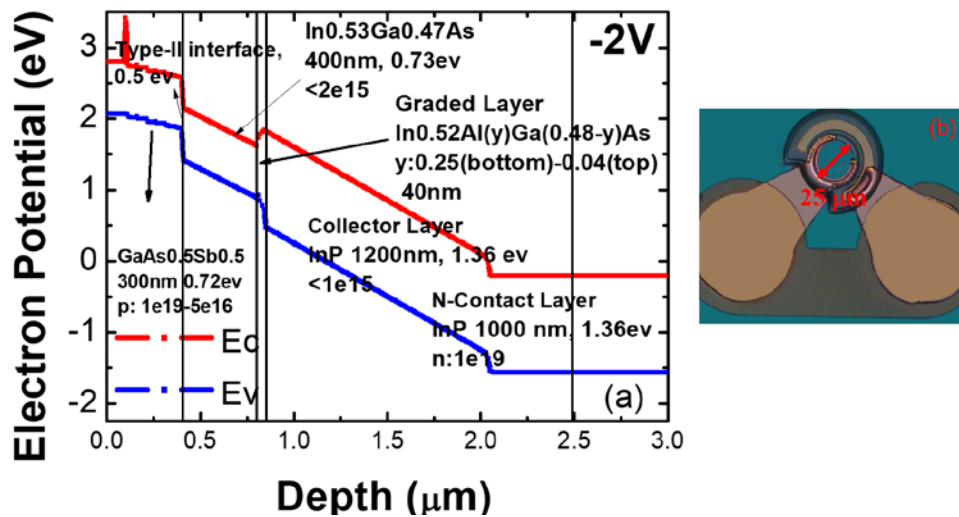 Electron Potential (eV)
3
2
1
0
-1
-2
-2V
Type-II interface,
0.5 ev
In0.53Ga0.47As
400nm, 0.73ev
<2e15
Graded Layer
In0.52Al(y)Ga(0.48-y)As
y:0.25(bottom)-0.04(top)
40nm
GaAs0.5Sb0.5
300nm 0.72ev
p: 1e19-5e16
Collector Layer
InP 1200nm, 1.36 ev
<1e15
N-Contact Layer
InP 1000 nm, 1.36ev
n:1e19
Ec
Ev
(a)
0.0 0.5 1.0 1.5 2.0 2.5 3.0
Depth (μm)
(b)
25 μm